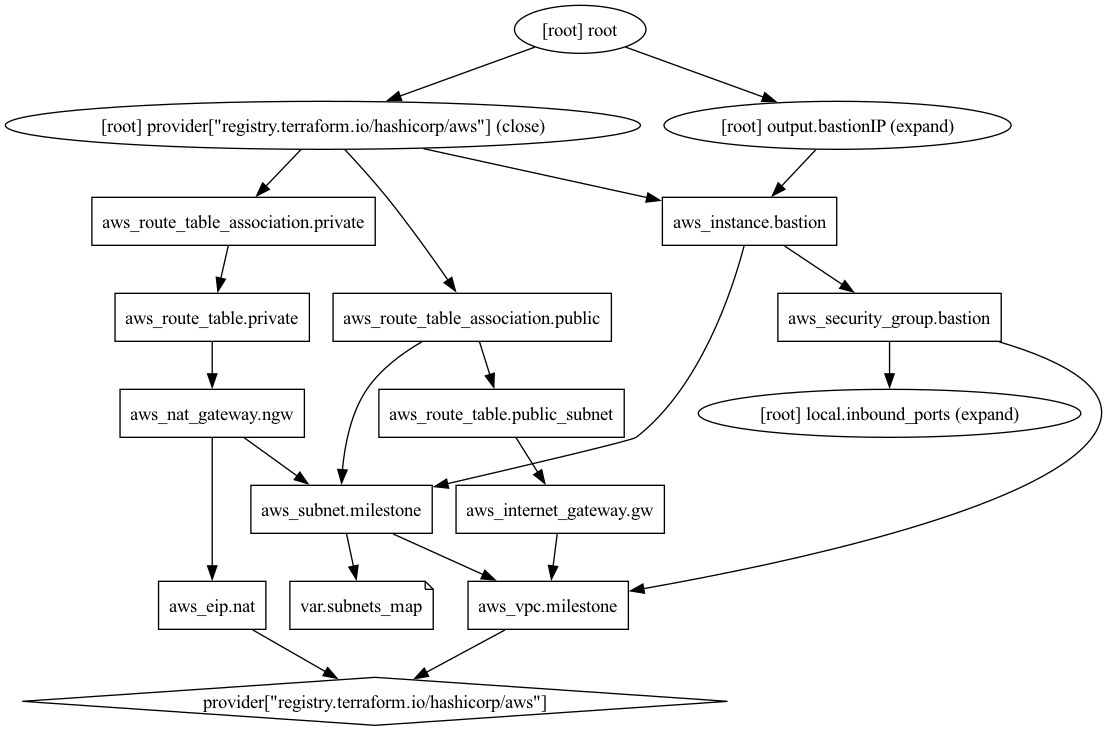 [root] root
[root] provider["registry.terraform.io/hashicorp/aws"] (close)
[root] output.bastionIP (expand)
aws_route_table_association.private
aws_instance.bastion
aws_route_table.private
aws_route_table_association.public
aws_security_group.bastion
aws_nat_gateway.ngw
aws_route_table.public_subnet
[root] local.inbound_ports (expand)
aws_subnet.milestone
aws_internet_gateway.gw
aws_eip.nat
var.subnets_map
aws_vpc.milestone
provider["registry.terraform.io/hashicorp/aws"]